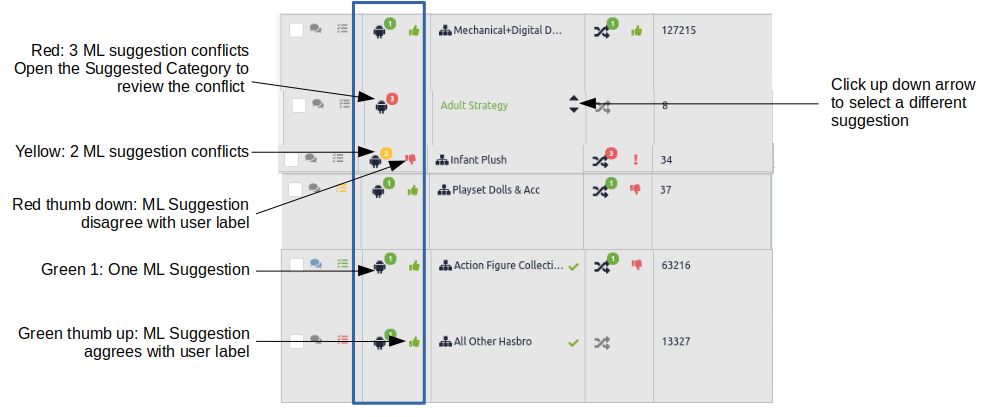 Red: 3 ML suggestion conflicts
Open the Suggested Category to
review the conflict
Yellow: 2 ML suggestion conflicts
Red thumb down: ML Suggestion
disagree with user label
Green 1: One ML Suggestion
Green thumb up: ML Suggestion
aggrees with user label
1 Mechanical+Digital D... 1 127215
3 Adult Strategy 8
2 Infant Plush 3 ! 34
1 Playset Dolls & Acc 1 37
1 Action Figure Collecti... 1 63216
All Other Hasbro 13327
Click up down arrow
to select a different
suggestion